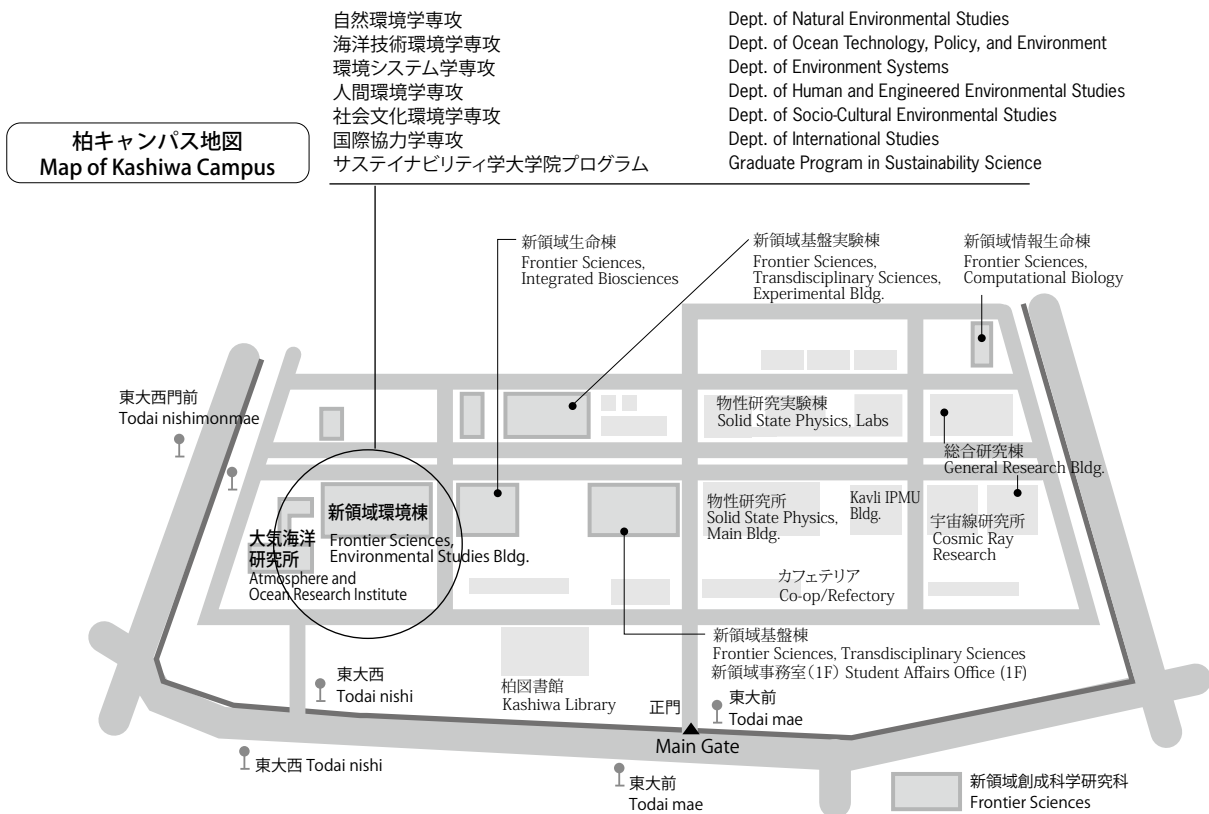 自然環境学専攻 Dept. of Natural Environmental Studies
海洋技術環境学専攻 Dept. of Ocean Technology, Policy, and Environment
環境システム学専攻 Dept. of Environment Systems
人間環境学専攻 Dept. of Human and Engineered Environmental Studies
社会文化環境学専攻 Dept. of Socio-Cultural Environmental Studies
国際協力学専攻 Dept. of International Studies
サステイナビリティ学大学院プログラム Graduate Program in Sustainability Science
柏キャンパス地図
Map of Kashiwa Campus
新領域生命棟
Frontier Sciences,
Integrated Biosciences
新領域基盤実験棟
Frontier Sciences,
Transdisciplinary Sciences,
Experimental Bldg.
新領域情報生命棟
Frontier Sciences,
Computational Biology
東大西門前
Todai nishimonmae
物性研究実験棟
Solid State Physics, Labs
総合研究棟
General Research Bldg.
新領域環境棟
Frontier Sciences,
Environmental Studies Bldg.
大気海洋
研究所
Atmosphere and
Ocean Research Institute
物性研究所
Solid State Physics,
Main Bldg.
Kavli IPMU
Bldg.
宇宙線研究所
Cosmic Ray
Research
カフェテリア
Co-op/Refectory
新領域基盤棟
Frontier Sciences, Transdisciplinary Sciences
新領域事務室(1F) Student Affairs Office (1F)
東大西
Todai nishi
柏図書館
Kashiwa Library
正門
東大前
Todai mae
Main Gate
東大西 Todai nishi
東大前
Todai mae
新領域創成科学研究科
Frontier Sciences